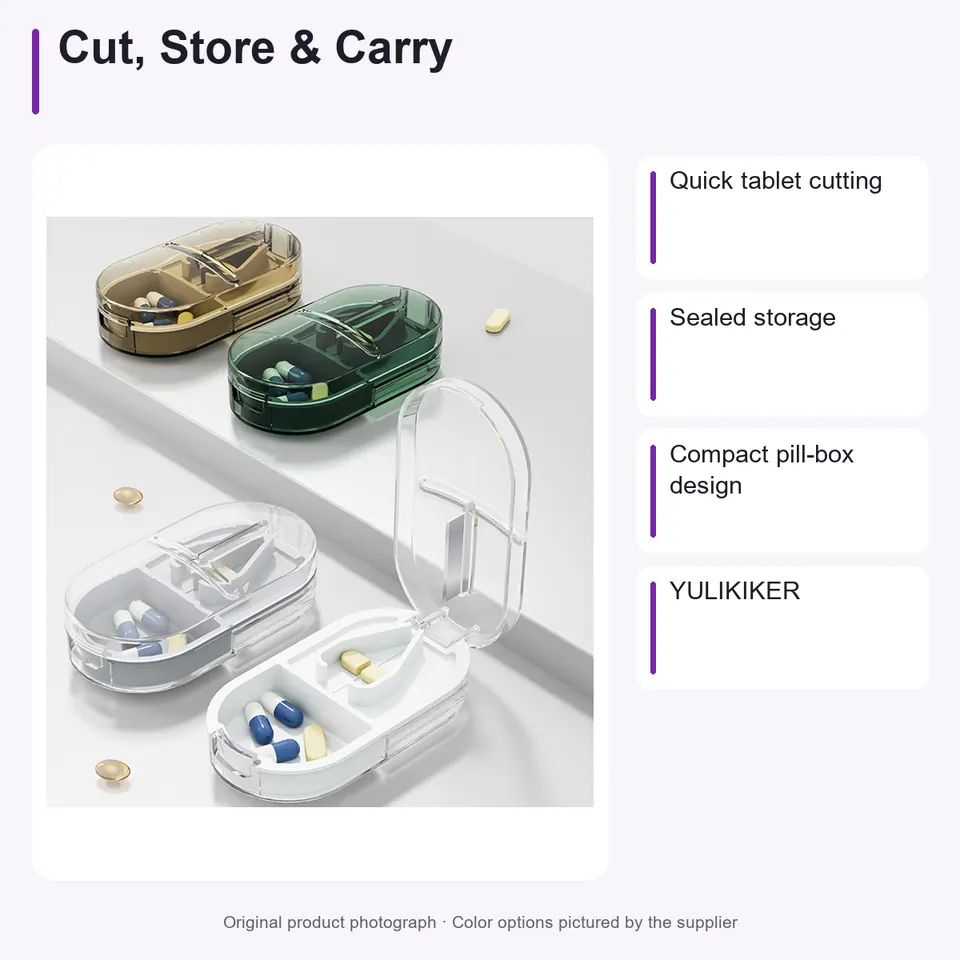 Cut, Store & Carry
Quick tablet cutting
Sealed storage
Compact pill-box
design
YULIKIKER
Original product photograph · Color options pictured by the supplier